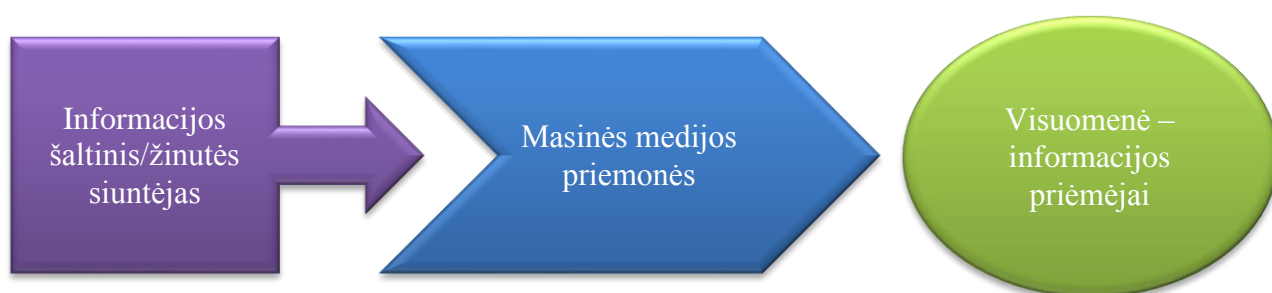 Informacijos
šaltinis/žinutės
siuntėjas
Masinės medijos
priemonės
Visuomenė –
informacijos
priėmėjai